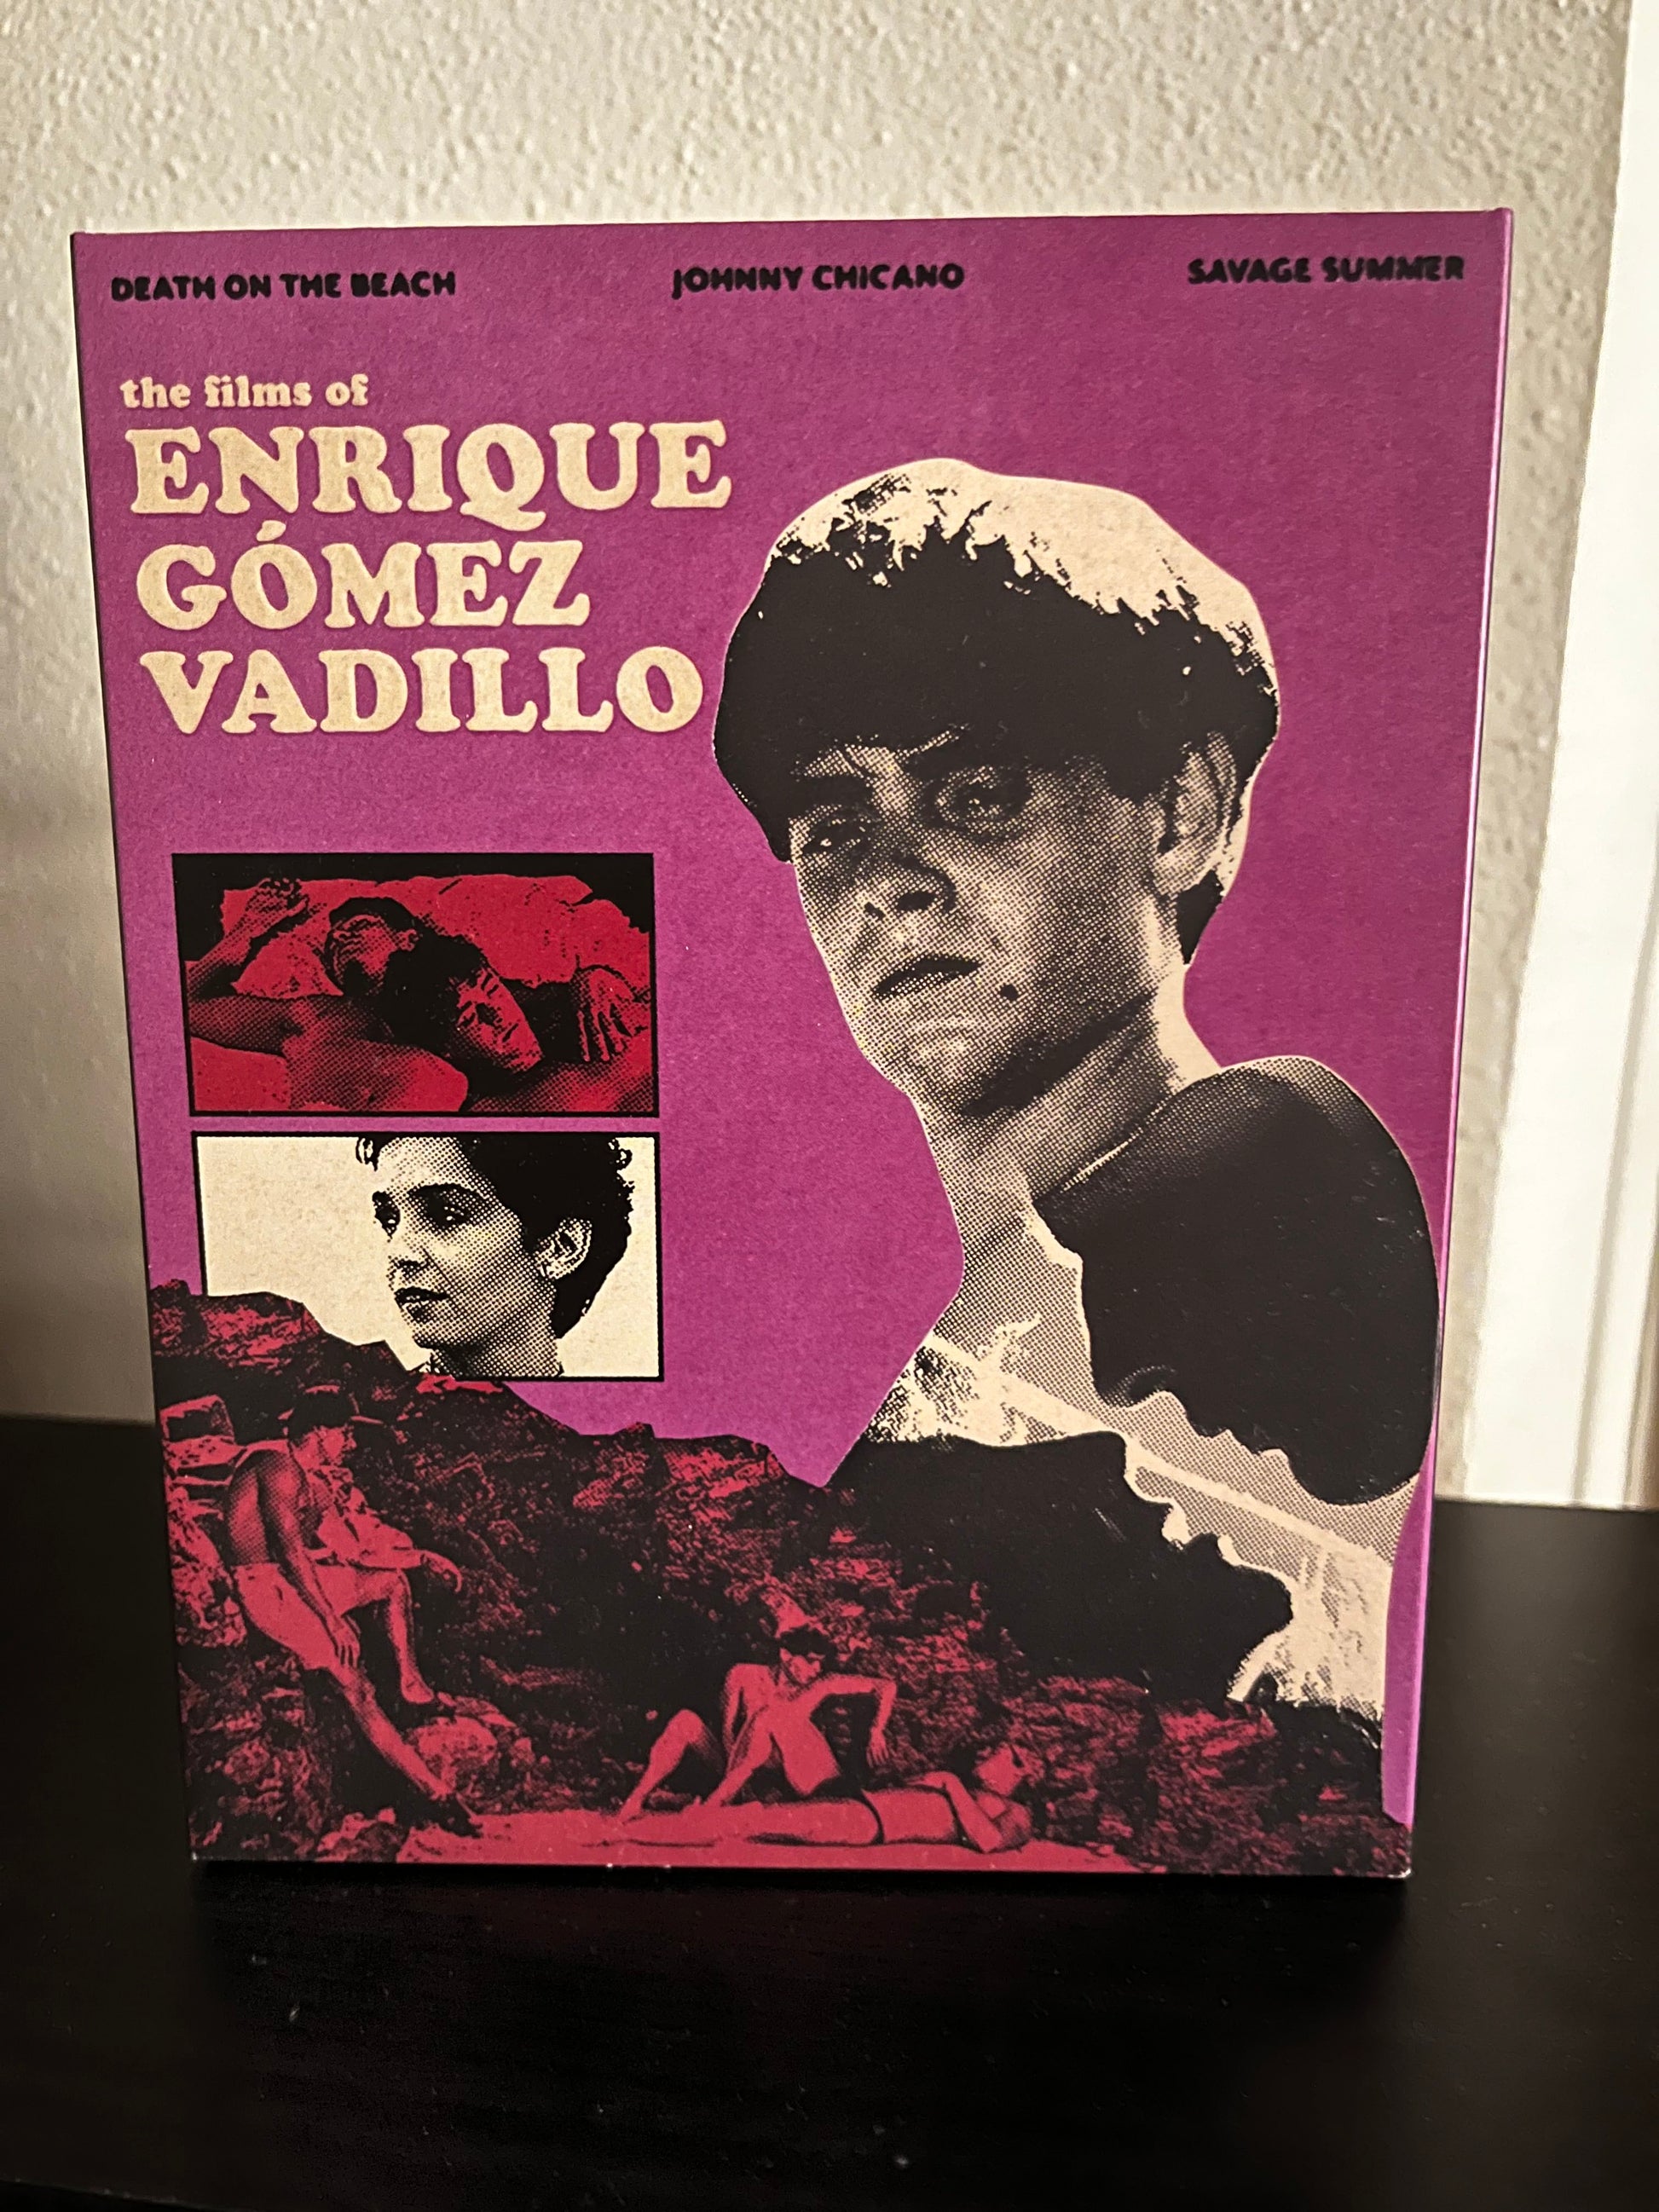 DEATH ON THE BEACH
JOHNNY CHICANO
SAVAGE SUMMER
the films of
ENRIQUE
GÓMEZ
VADILLO